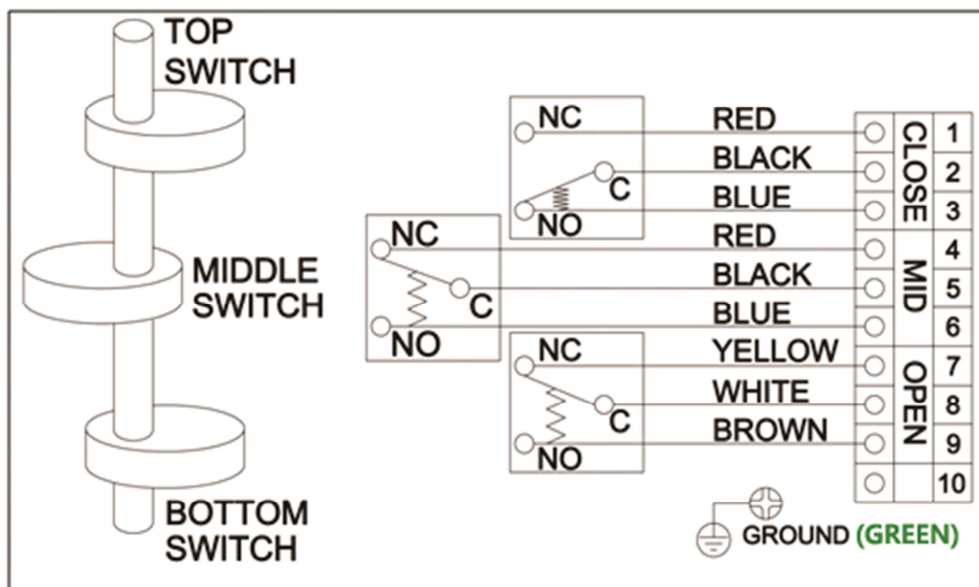 TOP
SWITCH
MIDDLE
SWITCH
BOTTOM
SWITCH
NC
C
NO
NC
C
NO
NC
C
NO
RED
BLACK
BLUE
RED
BLACK
BLUE
YELLOW
WHITE
BROWN
CLOSE
MID
OPEN
1
2
3
4
5
6
7
8
9
10
GROUND (GREEN)